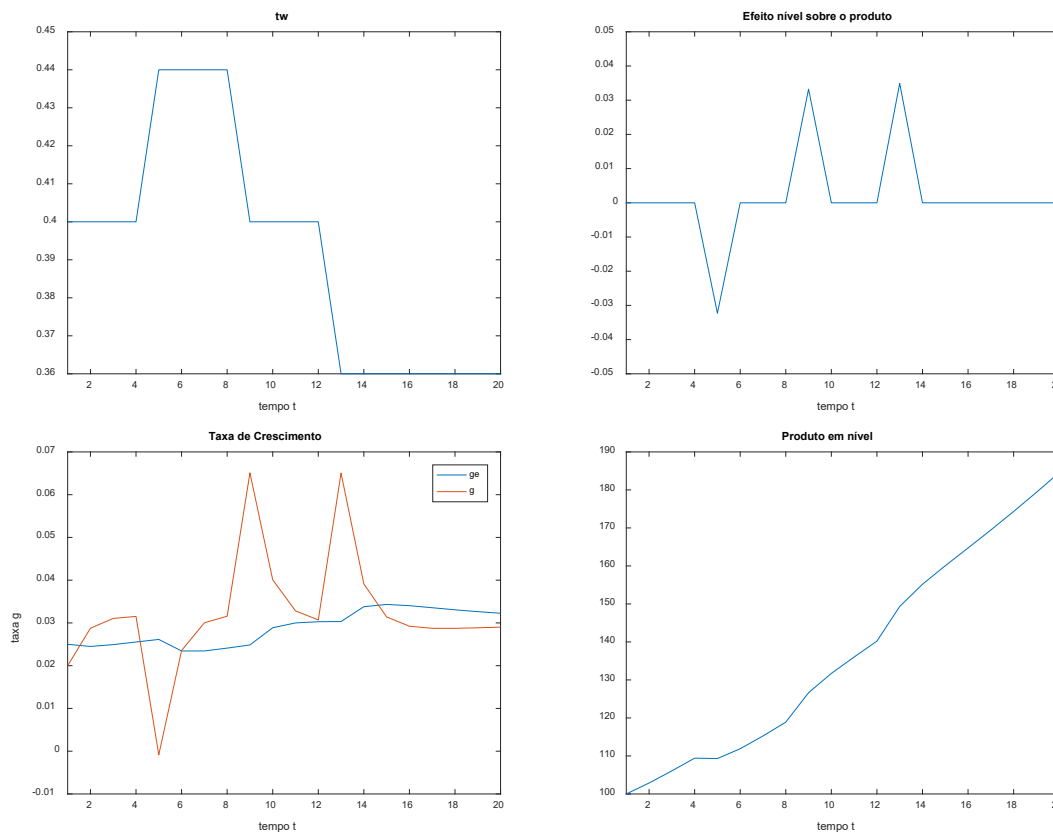 tw
0.45
0.44
0.43
0.42
0.41
0.4
0.39
0.38
0.37
0.36
2 4 6 8 10 12 14 16 18 20
tempo t
Efeito nível sobre o produto
0.05
0.04
0.03
0.02
0.01
0
-0.01
-0.02
-0.03
-0.04
-0.05
2 4 6 8 10 12 14 16 18
tempo t
Taxa de Crescimento
0.07
0.06
0.05
0.04
0.03
0.02
0.01
0
-0.01
taxa g
ge
g
2 4 6 8 10 12 14 16 18 20
tempo t
Produto em nível
190
180
170
160
150
140
130
120
110
100
2 4 6 8 10 12 14 16 18
tempo t